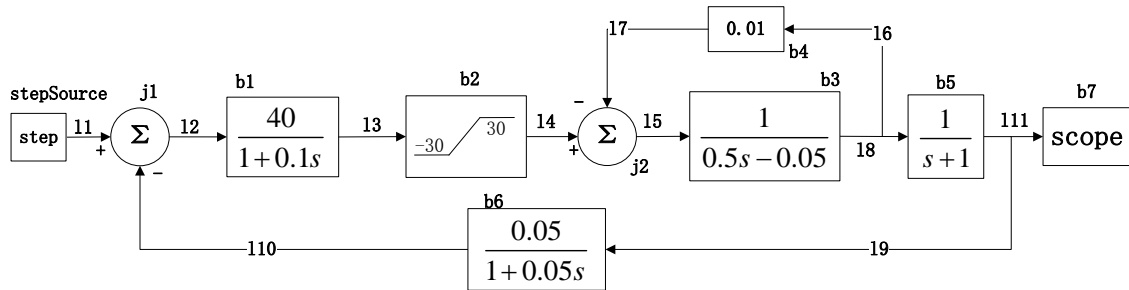 17
0.01
16
b4
stepSource
j1
b1
b2
b3
b5
b7
step
11
+
Σ
-
12
40
1+0.1s
13
-30
30
14
-
+
Σ
j2
15
1
0.5s-0.05
18
1
s+1
111
scope
b6
110
0.05
1+0.05s
19